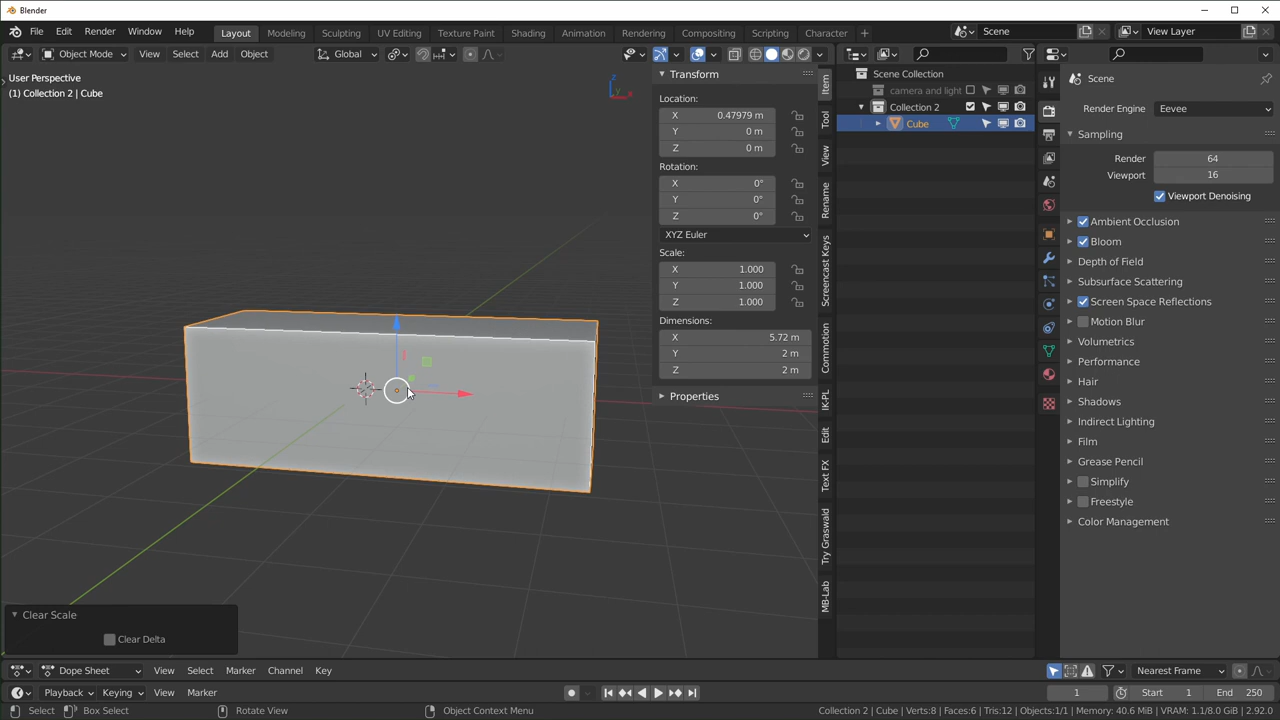 Blender
File Edit Render Window Help
Layout Modeling Sculpting UV Editing Texture Paint Shading Animation Rendering Compositing Scripting Character +
Scene
View Layer
Object Mode View Select Add Object
Global
User Perspective
(1) Collection 2 | Cube
z
x
y
Transform
Location:
X 0.47979 m
Y 0 m
Z 0 m
Rotation:
X 0°
Y 0°
Z 0°
XYZ Euler
Scale:
X 1.000
Y 1.000
Z 1.000
Dimensions:
X 5.72 m
Y 2 m
Z 2 m
Properties
Item
Tool
View
Rename
Screencast Keys
Commotion
IK-PL
Edit
Text FX
Try Graswald
MB-Lab
Scene Collection
camera and light
Collection 2
Cube
Scene
Render Engine Eevee
Sampling
Render 64
Viewport 16
Viewport Denoising
Ambient Occlusion
Bloom
Depth of Field
Subsurface Scattering
Screen Space Reflections
Motion Blur
Volumetrics
Performance
Hair
Shadows
Indirect Lighting
Film
Grease Pencil
Simplify
Freestyle
Color Management
Clear Scale
Clear Delta
Dope Sheet View Select Marker Channel Key
Nearest Frame
Playback Keying View Marker
1 Start 1 End 250
Select Box Select Rotate View Object Context Menu
Collection 2 | Cube | Verts:8 | Faces:6 | Tris:12 | Objects:1/1 | Memory: 40.6 MiB | VRAM: 1.1/8.0 GiB | 2.92.0